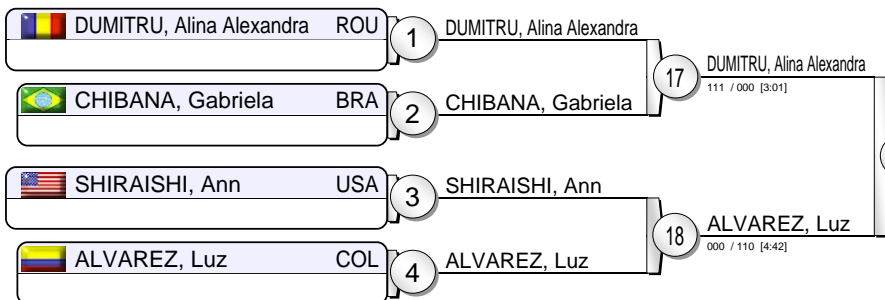 DUMITRU, Alina Alexandra ROU
1
DUMITRU, Alina Alexandra
17
DUMITRU, Alina Alexandra
111 / 000 [3:01]
CHIBANA, Gabriela BRA
2
CHIBANA, Gabriela
SHIRAISHI, Ann USA
3
SHIRAISHI, Ann
18
ALVAREZ, Luz
000 / 110 [4:42]
ALVAREZ, Luz COL
4
ALVAREZ, Luz